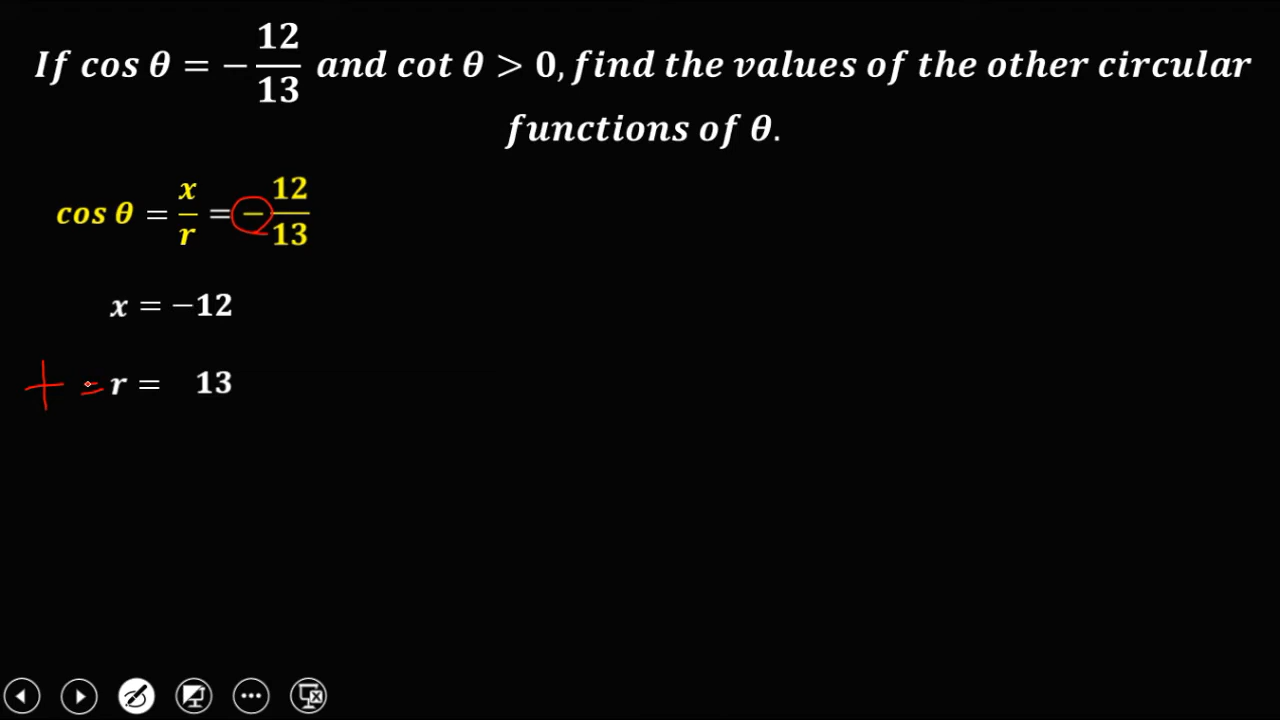 If cos θ = −12/13 and cot θ > 0, find the values of the other circular
functions of θ.
cos θ = x/r = −12/13
x = −12
+ = r = 13